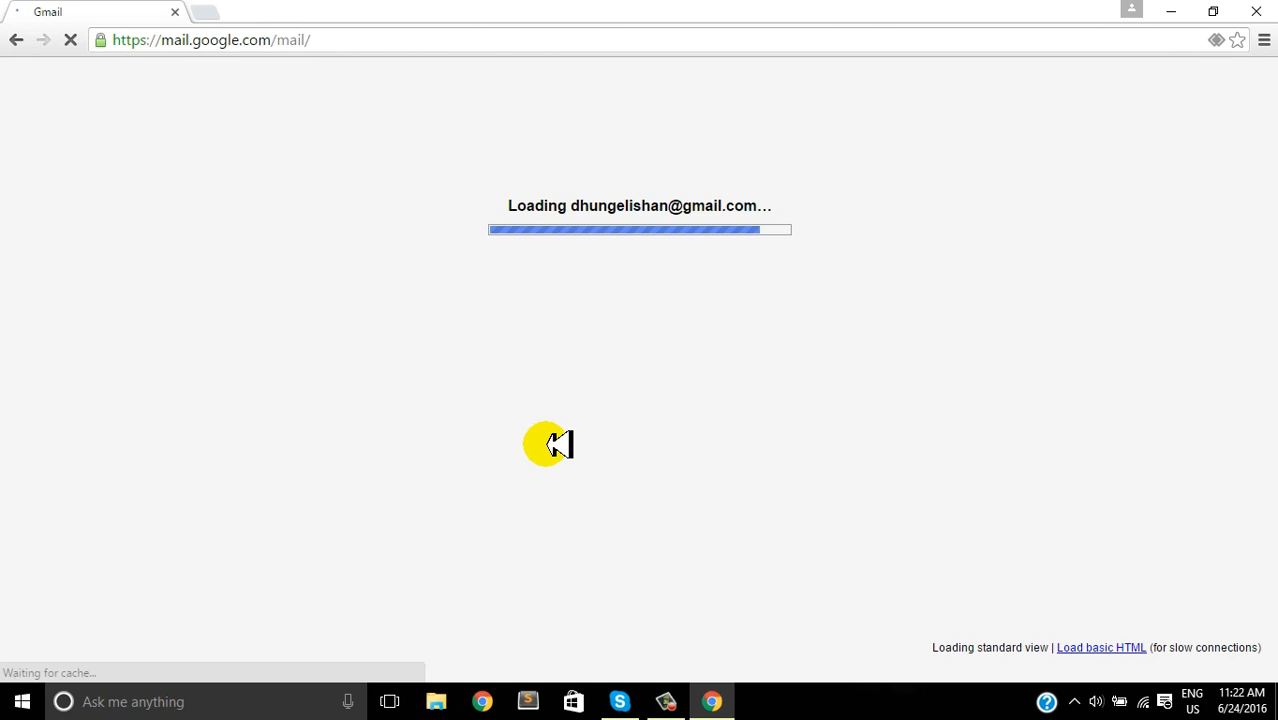 Gmail
https://mail.google.com/mail/
Loading dhungelishan@gmail.com...
Loading standard view | Load basic HTML (for slow connections)
Waiting for cache...
Ask me anything
ENG
US
11:22 AM
6/24/2016